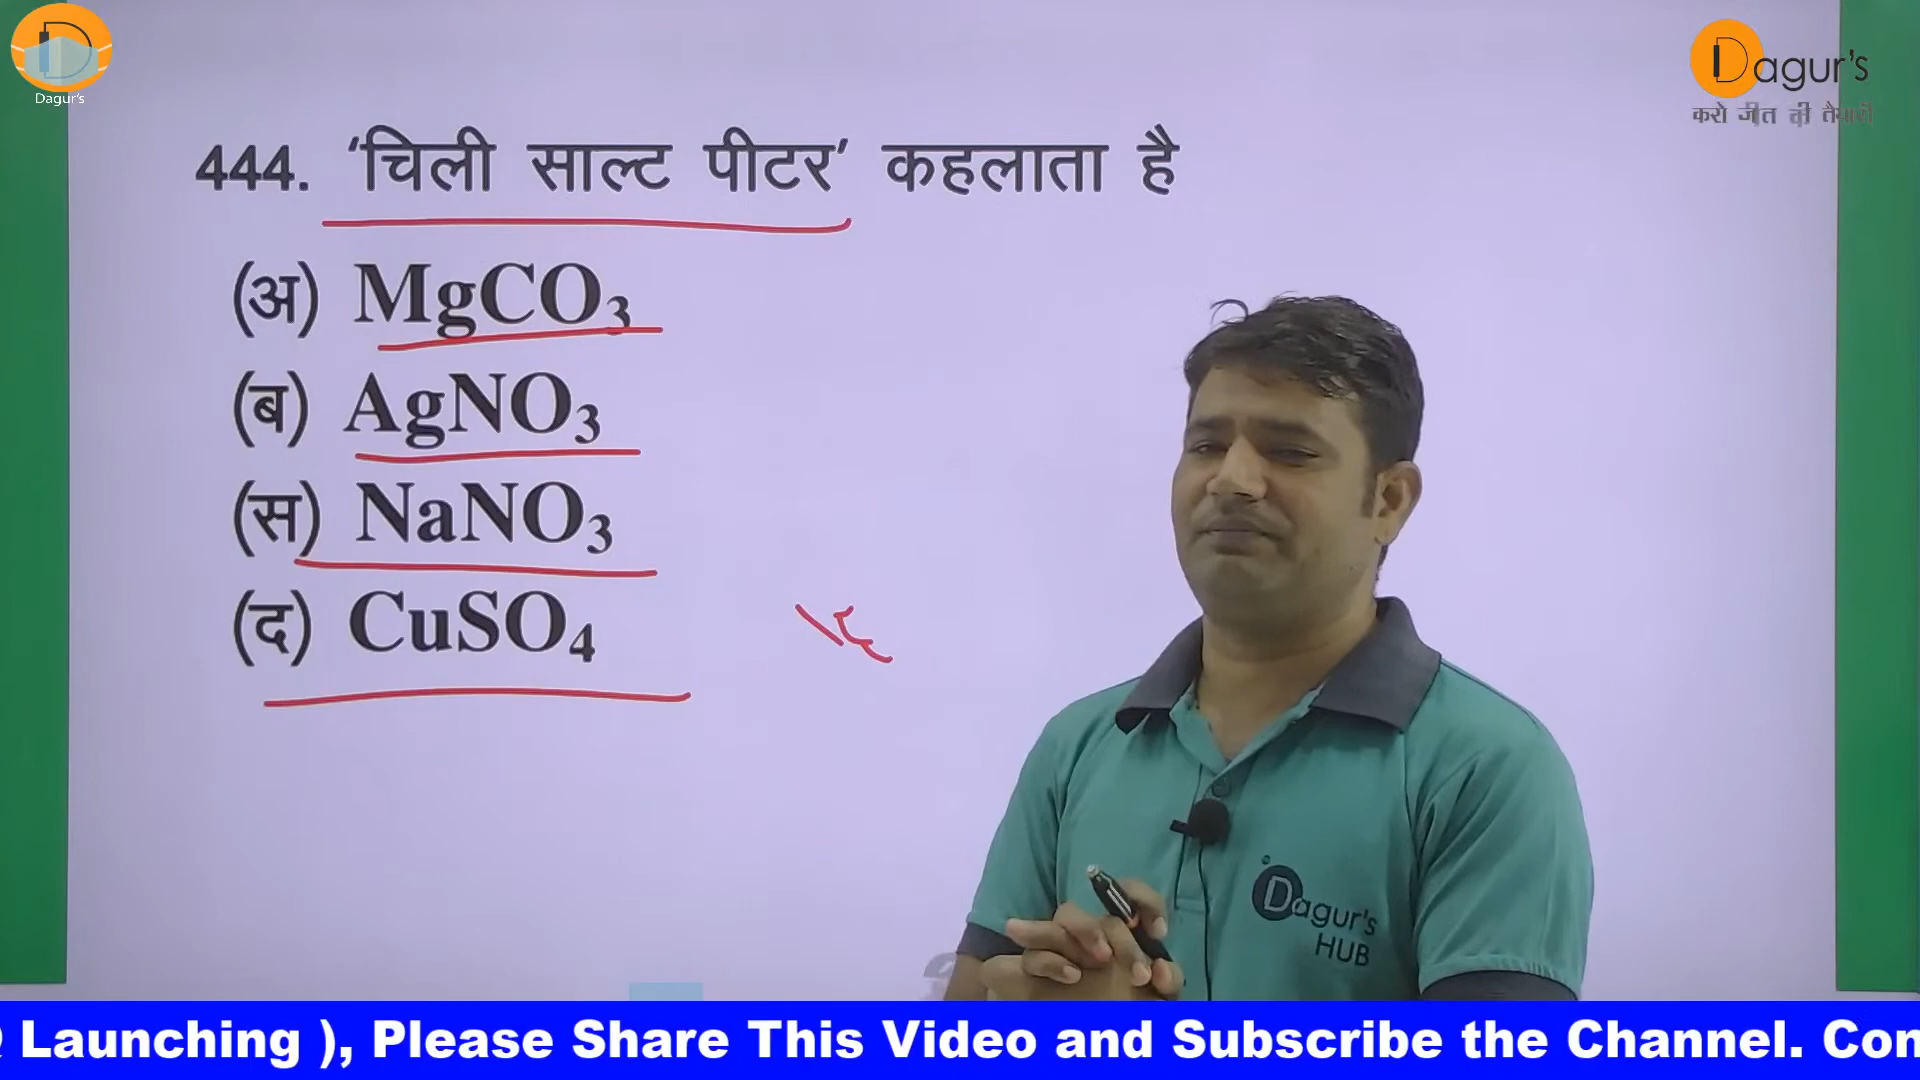 Dagur's
Dagur's
करो जीत की तैयारी
444. 'चिली साल्ट पीटर' कहलाता है
(अ) MgCO₃
(ब) AgNO₃
(स) NaNO₃
(द) CuSO₄
Dagur's
HUB
Launching ), Please Share This Video and Subscribe the Channel. Con